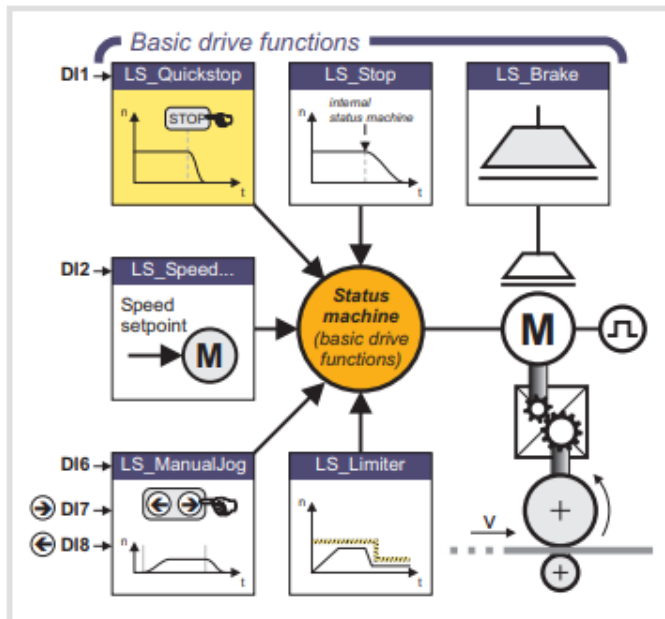 Basic drive functions
DI1
LS_Quickstop
n
STOP
t
LS_Stop
n
internal
status machine
t
LS_Brake
DI2
LS_Speed...
Speed
setpoint
M
Status
machine
(basic drive
functions)
M
DI6
DI7
DI8
LS_ManualJog
n
t
LS_Limiter
n
t
V